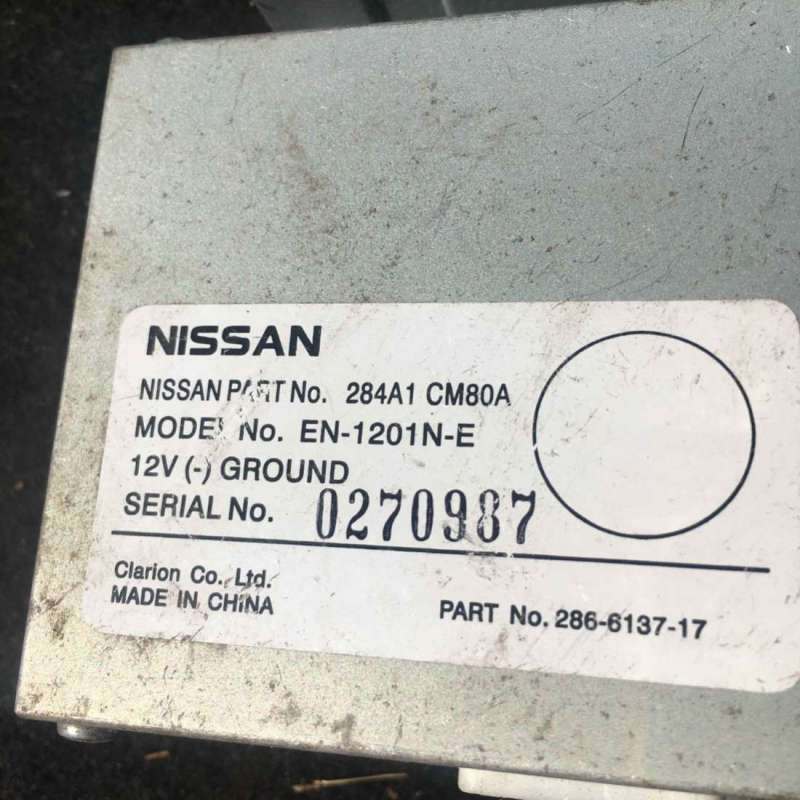 NISSAN
NISSAN PART No. 284A1 CM80A
MODEL No. EN-1201N-E
12V (-) GROUND
SERIAL No. 0270987
Clarion Co., Ltd.
MADE IN CHINA
PART No. 286-6137-17